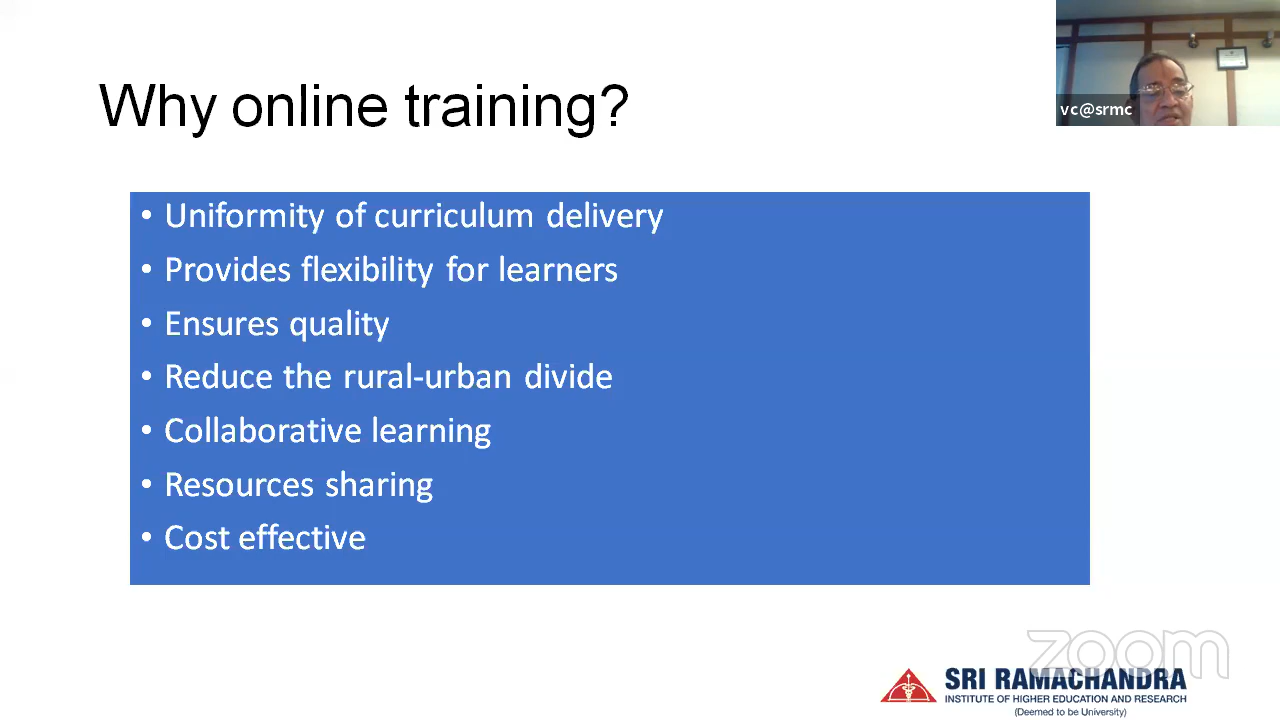 Why online training?
vc@srmc
• Uniformity of curriculum delivery
• Provides flexibility for learners
• Ensures quality
• Reduce the rural-urban divide
• Collaborative learning
• Resources sharing
• Cost effective
zoom
SRI RAMACHANDRA
INSTITUTE OF HIGHER EDUCATION AND RESEARCH
(Deemed to be University)